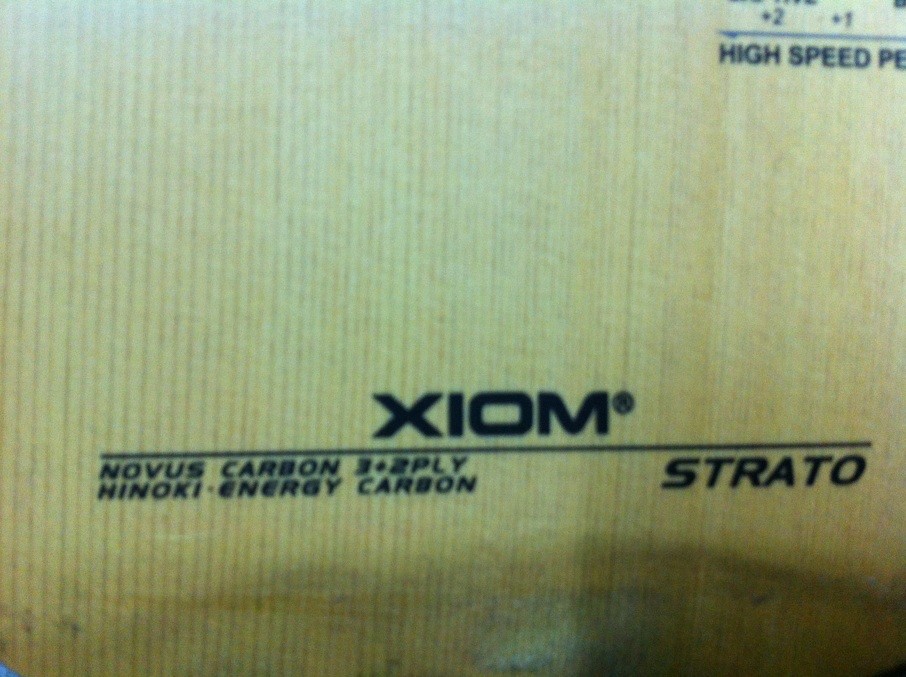 +2 +1
HIGH SPEED PE
XIOM®
NOVUS CARBON 3+2PLY
HINOKI·ENERGY CARBON
STRATO